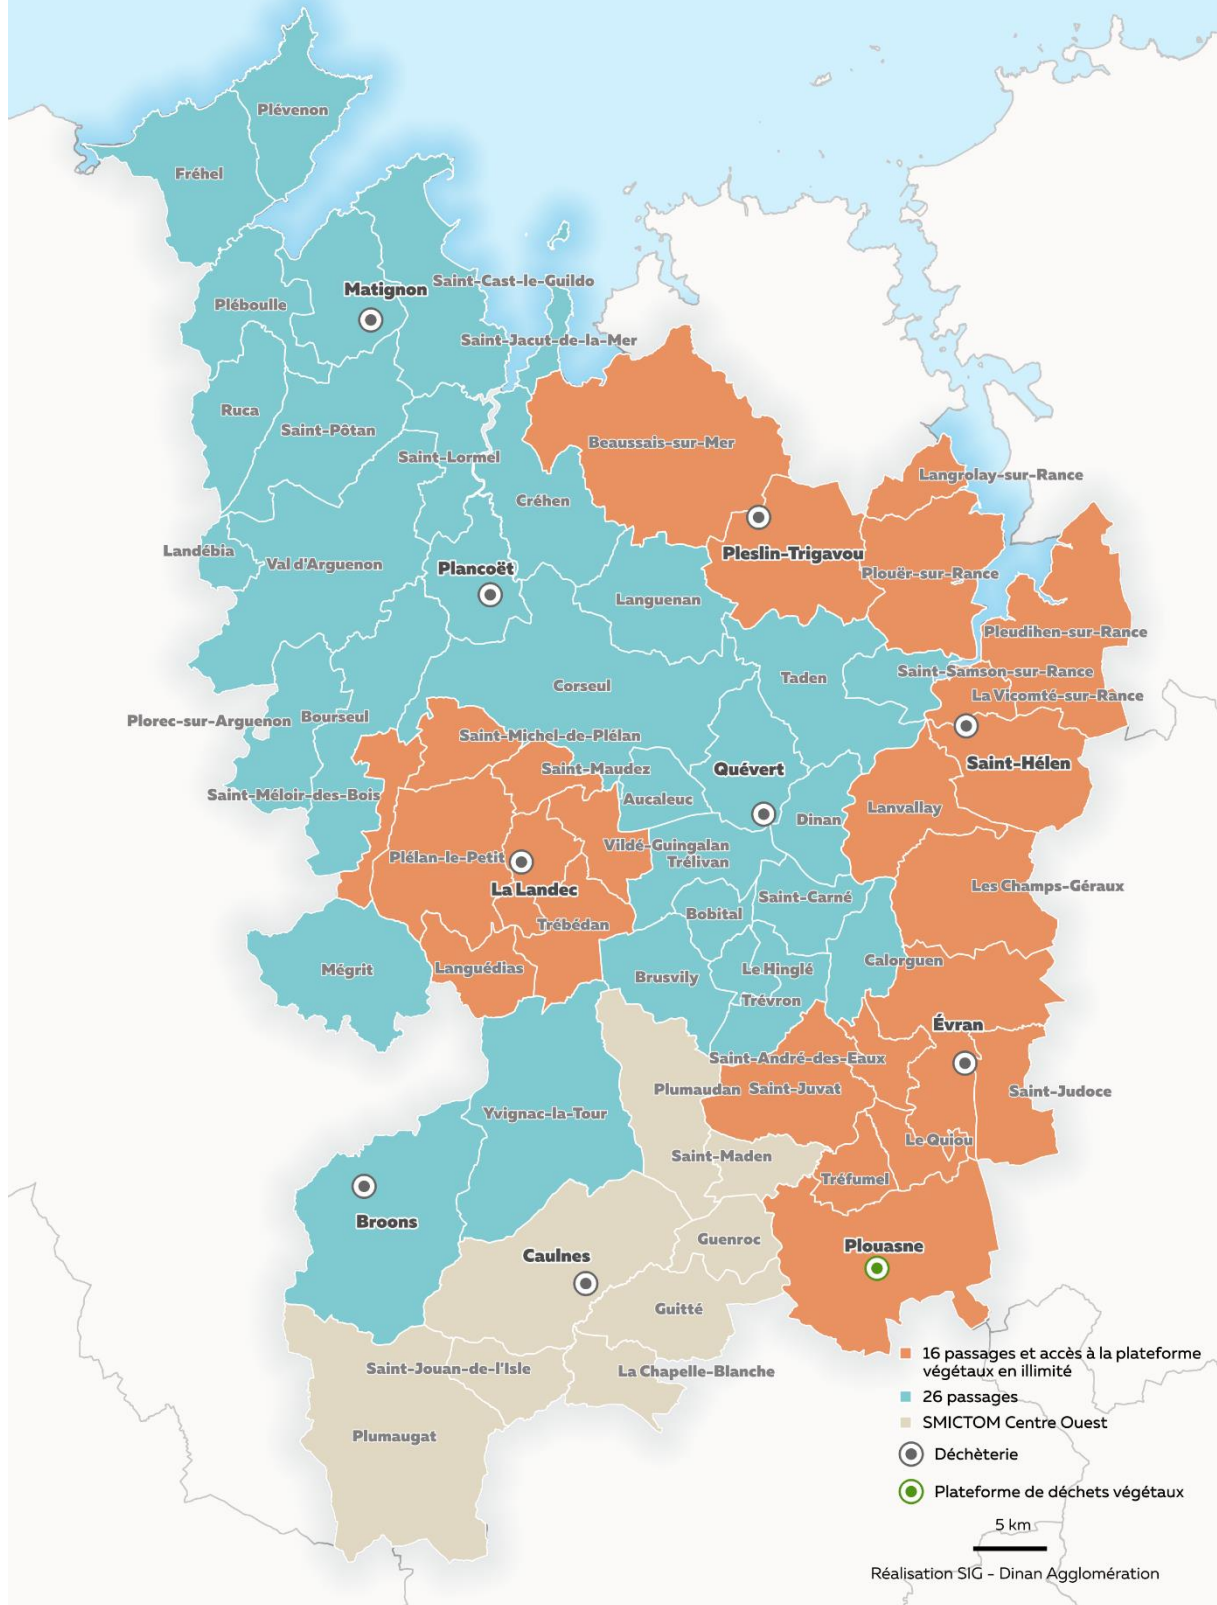 Plévenon
Fréhel
Saint-Cast-le-Guildo
Matignon
Pléboulle
Saint-Jacut-de-la-Mer
Ruca
Saint-Pôtan
Beaussais-sur-Mer
Saint-Lormel
Langrolay-sur-Rance
Créhen
Landébia
Val d'Arguenon
Plancoët
Pleslin-Trigavou
Plouër-sur-Rance
Languenan
Pleudihen-sur-Rance
Saint-Samson-sur-Rance
Taden
Corseul
La Vicomté-sur-Rance
Plorec-sur-Arguenon
Bourseul
Saint-Michel-de-Plélan
Saint-Maudez
Quévert
Saint-Hélen
Saint-Méloir-des-Bois
Aucaleuc
Dinan
Lanvallay
Vildé-Guingalan
Plélan-le-Petit
Trélivan
La Landec
Les Champs-Géraux
Saint-Carné
Bobital
Trébédan
Mégrit
Languédias
Brusvily
Le Hinglé
Calorguen
Trévron
Évran
Saint-André-des-Eaux
Plumaudan
Saint-Juvat
Saint-Judoce
Yvignac-la-Tour
Le Quiou
Saint-Maden
Tréfumel
Broons
Guenroc
Plouasne
Caulnes
Guitté
Saint-Jouan-de-l'Isle
La Chapelle-Blanche
Plumaugat
16 passages et accès à la plateforme
végétaux en illimité
26 passages
SMICTOM Centre Ouest
Déchèterie
Plateforme de déchets végétaux
5 km
Réalisation SIG - Dinan Agglomération